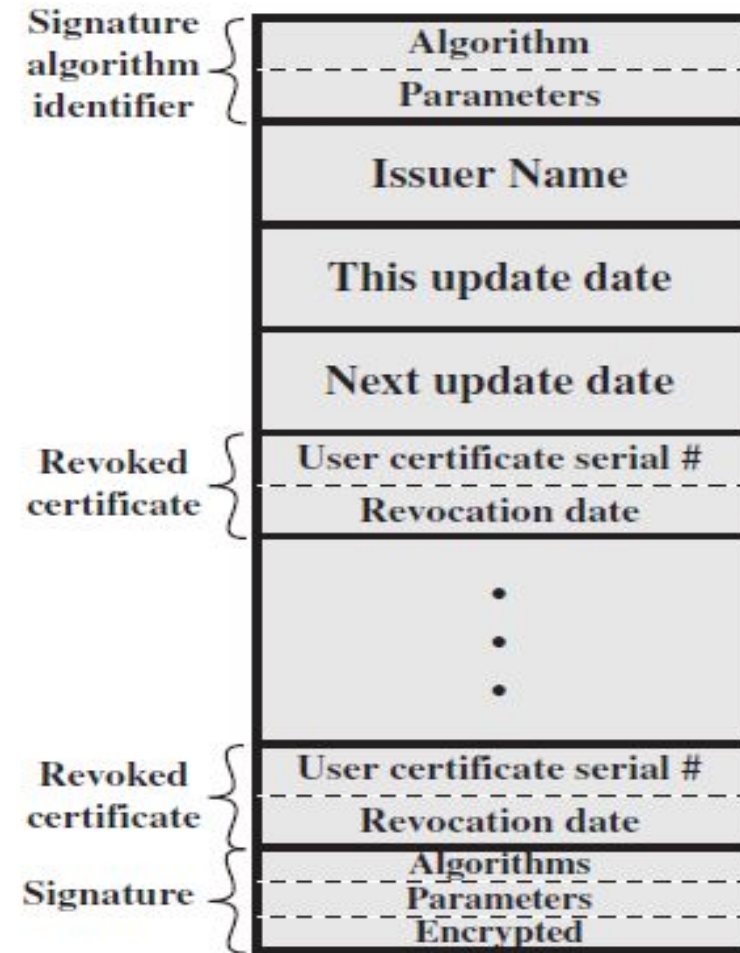 Signature
algorithm
identifier
Algorithm
Parameters
Issuer Name
This update date
Next update date
Revoked
certificate
User certificate serial #
Revocation date
Revoked
certificate
User certificate serial #
Revocation date
Signature
Algorithms
Parameters
Encrypted